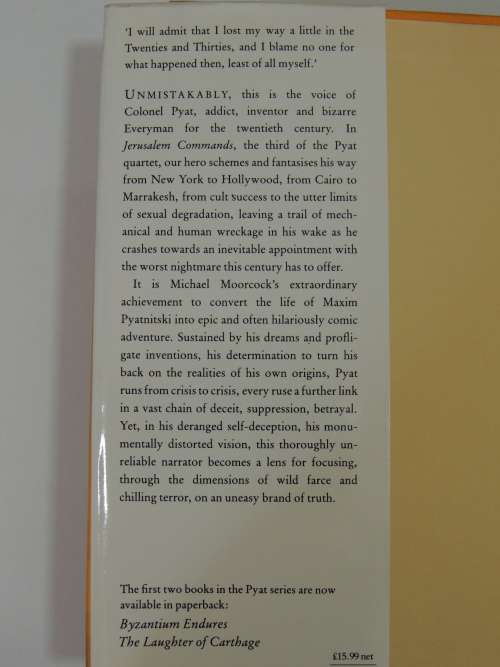 'I will admit that I lost my way a little in the
Twenties and Thirties, and I blame no one for
what happened then, least of all myself.'
UNMISTAKABLY, this is the voice of
Colonel Pyat, addict, inventor and bizarre
Everyman for the twentieth century. In
Jerusalem Commands, the third of the Pyat
quartet, our hero schemes and fantasises his way
from New York to Hollywood, from Cairo to
Marrakesh, from cult success to the utter limits
of sexual degradation, leaving a trail of mech-
anical and human wreckage in his wake as he
crashes towards an inevitable appointment with
the worst nightmare this century has to offer.
It is Michael Moorcock's extraordinary
achievement to convert the life of Maxim
Pyatnitski into epic and often hilariously comic
adventure. Sustained by his dreams and profli-
gate inventions, his determination to turn his
back on the realities of his own origins, Pyat
runs from crisis to crisis, every ruse a further link
in a vast chain of deceit, suppression, betrayal.
Yet, in his deranged self-deception, his monu-
mentally distorted vision, this thoroughly un-
reliable narrator becomes a lens for focusing,
through the dimensions of wild farce and
chilling terror, on an uneasy brand of truth.
The first two books in the Pyat series are now
available in paperback:
Byzantium Endures
The Laughter of Carthage
£15.99 net